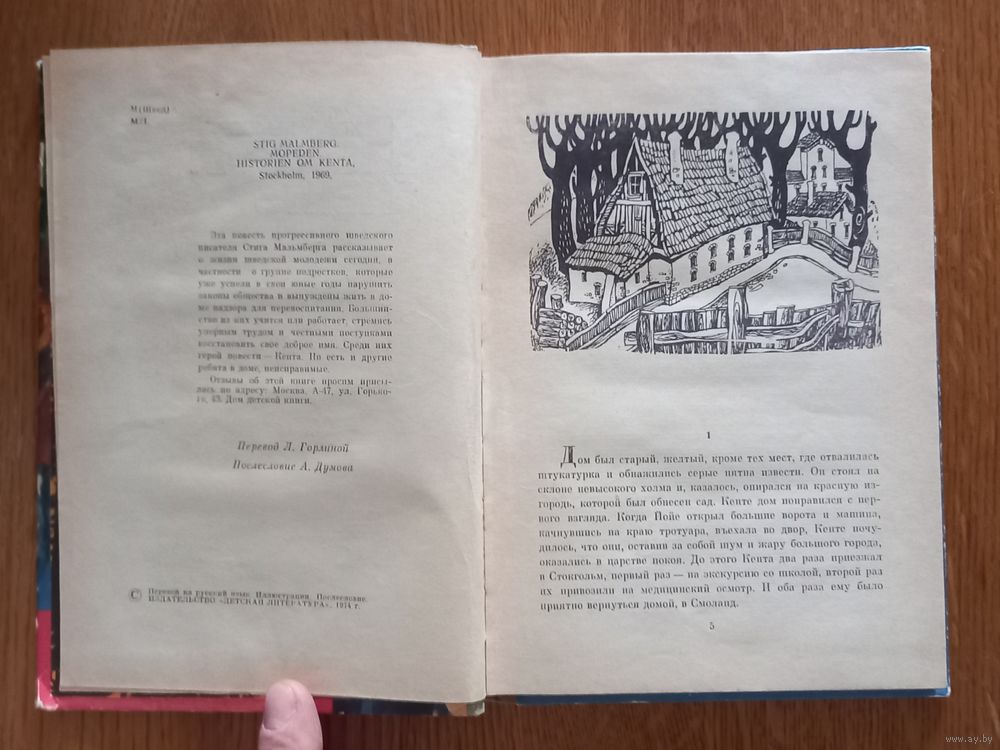 М(Швед)
STIG MALMBERG.
MOPEDEN.
HISTORIEN OM KENTA,
Stockholm, 1969.
Эта повесть прогрессивного шведского
писателя Стига Мальмберга рассказывает
о жизни шведской молодежи сегодня, в
частности о группе подростков, которые
уже успели в свои юные годы нарушить
законы общества и вынуждены жить в до-
ме надзора для перевоспитания. Большин-
ство из них учится или работает, стремясь
упорным трудом и честными поступками
восстановить свое доброе имя. Среди них
герой повести — Кента. Но есть и другие
ребята в доме, неисправимые.
Отзывы об этой книге просим присы-
лать по адресу: Москва, А-47, ул. Горько-
го, 43. Дом детской книги.
Перевод Л. Горлиной
Послесловие А. Думова
© Перевод на русский язык. Иллюстрации. Послесловие.
ИЗДАТЕЛЬСТВО «ДЕТСКАЯ ЛИТЕРАТУРА», 1974 г.
1
Дом был старый, желтый, кроме тех мест, где отвалилась
штукатурка и обнажились серые пятна извести. Он стоял на
склоне невысокого холма и, казалось, опирался на красную из-
городь, которой был обнесен сад. Кенте дом понравился с пер-
вого взгляда. Когда Йойе открыл большие ворота и машина,
качнувшись на краю тротуара, въехала во двор, Кенте почу-
дилось, что они, оставив за собой шум и жару большого города,
оказались в царстве покоя. До этого Кента два раза приезжал
в Стокгольм, первый раз — на экскурсию со школой, второй раз
их привозили на медицинский осмотр. И оба раза ему было
приятно вернуться домой, в Смоланд.
5
www.ay.by